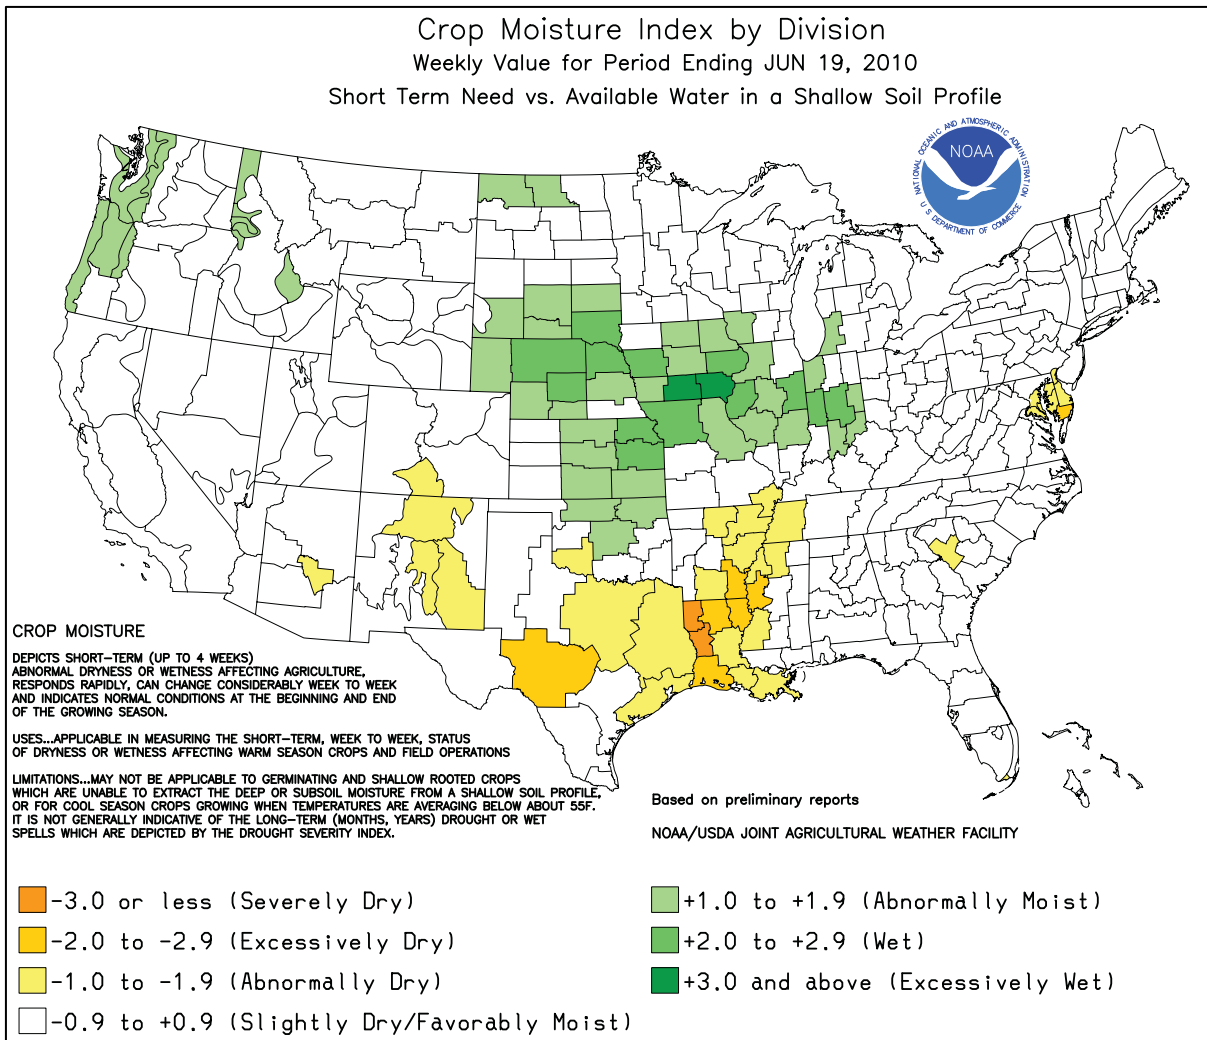 Crop Moisture Index by Division
Weekly Value for Period Ending JUN 19, 2010
Short Term Need vs. Available Water in a Shallow Soil Profile
NATIONAL OCEANIC AND ATMOSPHERIC ADMINISTRATION
NOAA
U S DEPARTMENT OF COMMERCE
CROP MOISTURE
DEPICTS SHORT-TERM (UP TO 4 WEEKS)
ABNORMAL DRYNESS OR WETNESS AFFECTING AGRICULTURE,
RESPONDS RAPIDLY, CAN CHANGE CONSIDERABLY WEEK TO WEEK
AND INDICATES NORMAL CONDITIONS AT THE BEGINNING AND END
OF THE GROWING SEASON.
USES...APPLICABLE IN MEASURING THE SHORT-TERM, WEEK TO WEEK, STATUS
OF DRYNESS OR WETNESS AFFECTING WARM SEASON CROPS AND FIELD OPERATIONS
LIMITATIONS...MAY NOT BE APPLICABLE TO GERMINATING AND SHALLOW ROOTED CROPS
WHICH ARE UNABLE TO EXTRACT THE DEEP OR SUBSOIL MOISTURE FROM A SHALLOW SOIL PROFILE,
OR FOR COOL SEASON CROPS GROWING WHEN TEMPERATURES ARE AVERAGING BELOW ABOUT 55F.
IT IS NOT GENERALLY INDICATIVE OF THE LONG-TERM (MONTHS, YEARS) DROUGHT OR WET
SPELLS WHICH ARE DEPICTED BY THE DROUGHT SEVERITY INDEX.
Based on preliminary reports
NOAA/USDA JOINT AGRICULTURAL WEATHER FACILITY
-3.0 or less (Severely Dry)
-2.0 to -2.9 (Excessively Dry)
-1.0 to -1.9 (Abnormally Dry)
-0.9 to +0.9 (Slightly Dry/Favorably Moist)
+1.0 to +1.9 (Abnormally Moist)
+2.0 to +2.9 (Wet)
+3.0 and above (Excessively Wet)